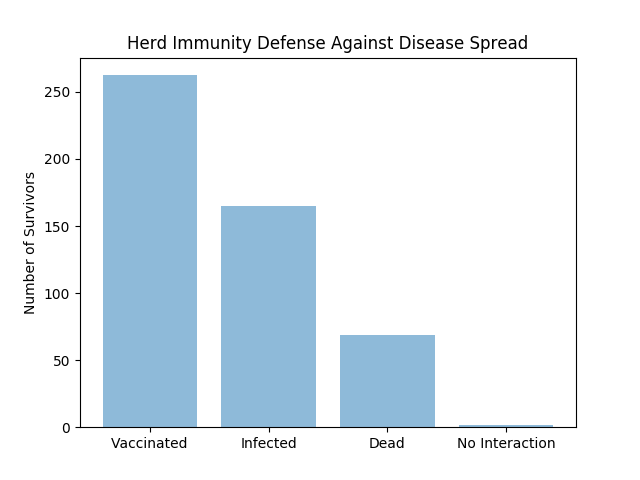 Herd Immunity Defense Against Disease Spread
Number of Survivors
250
200
150
100
50
0
Vaccinated Infected Dead No Interaction